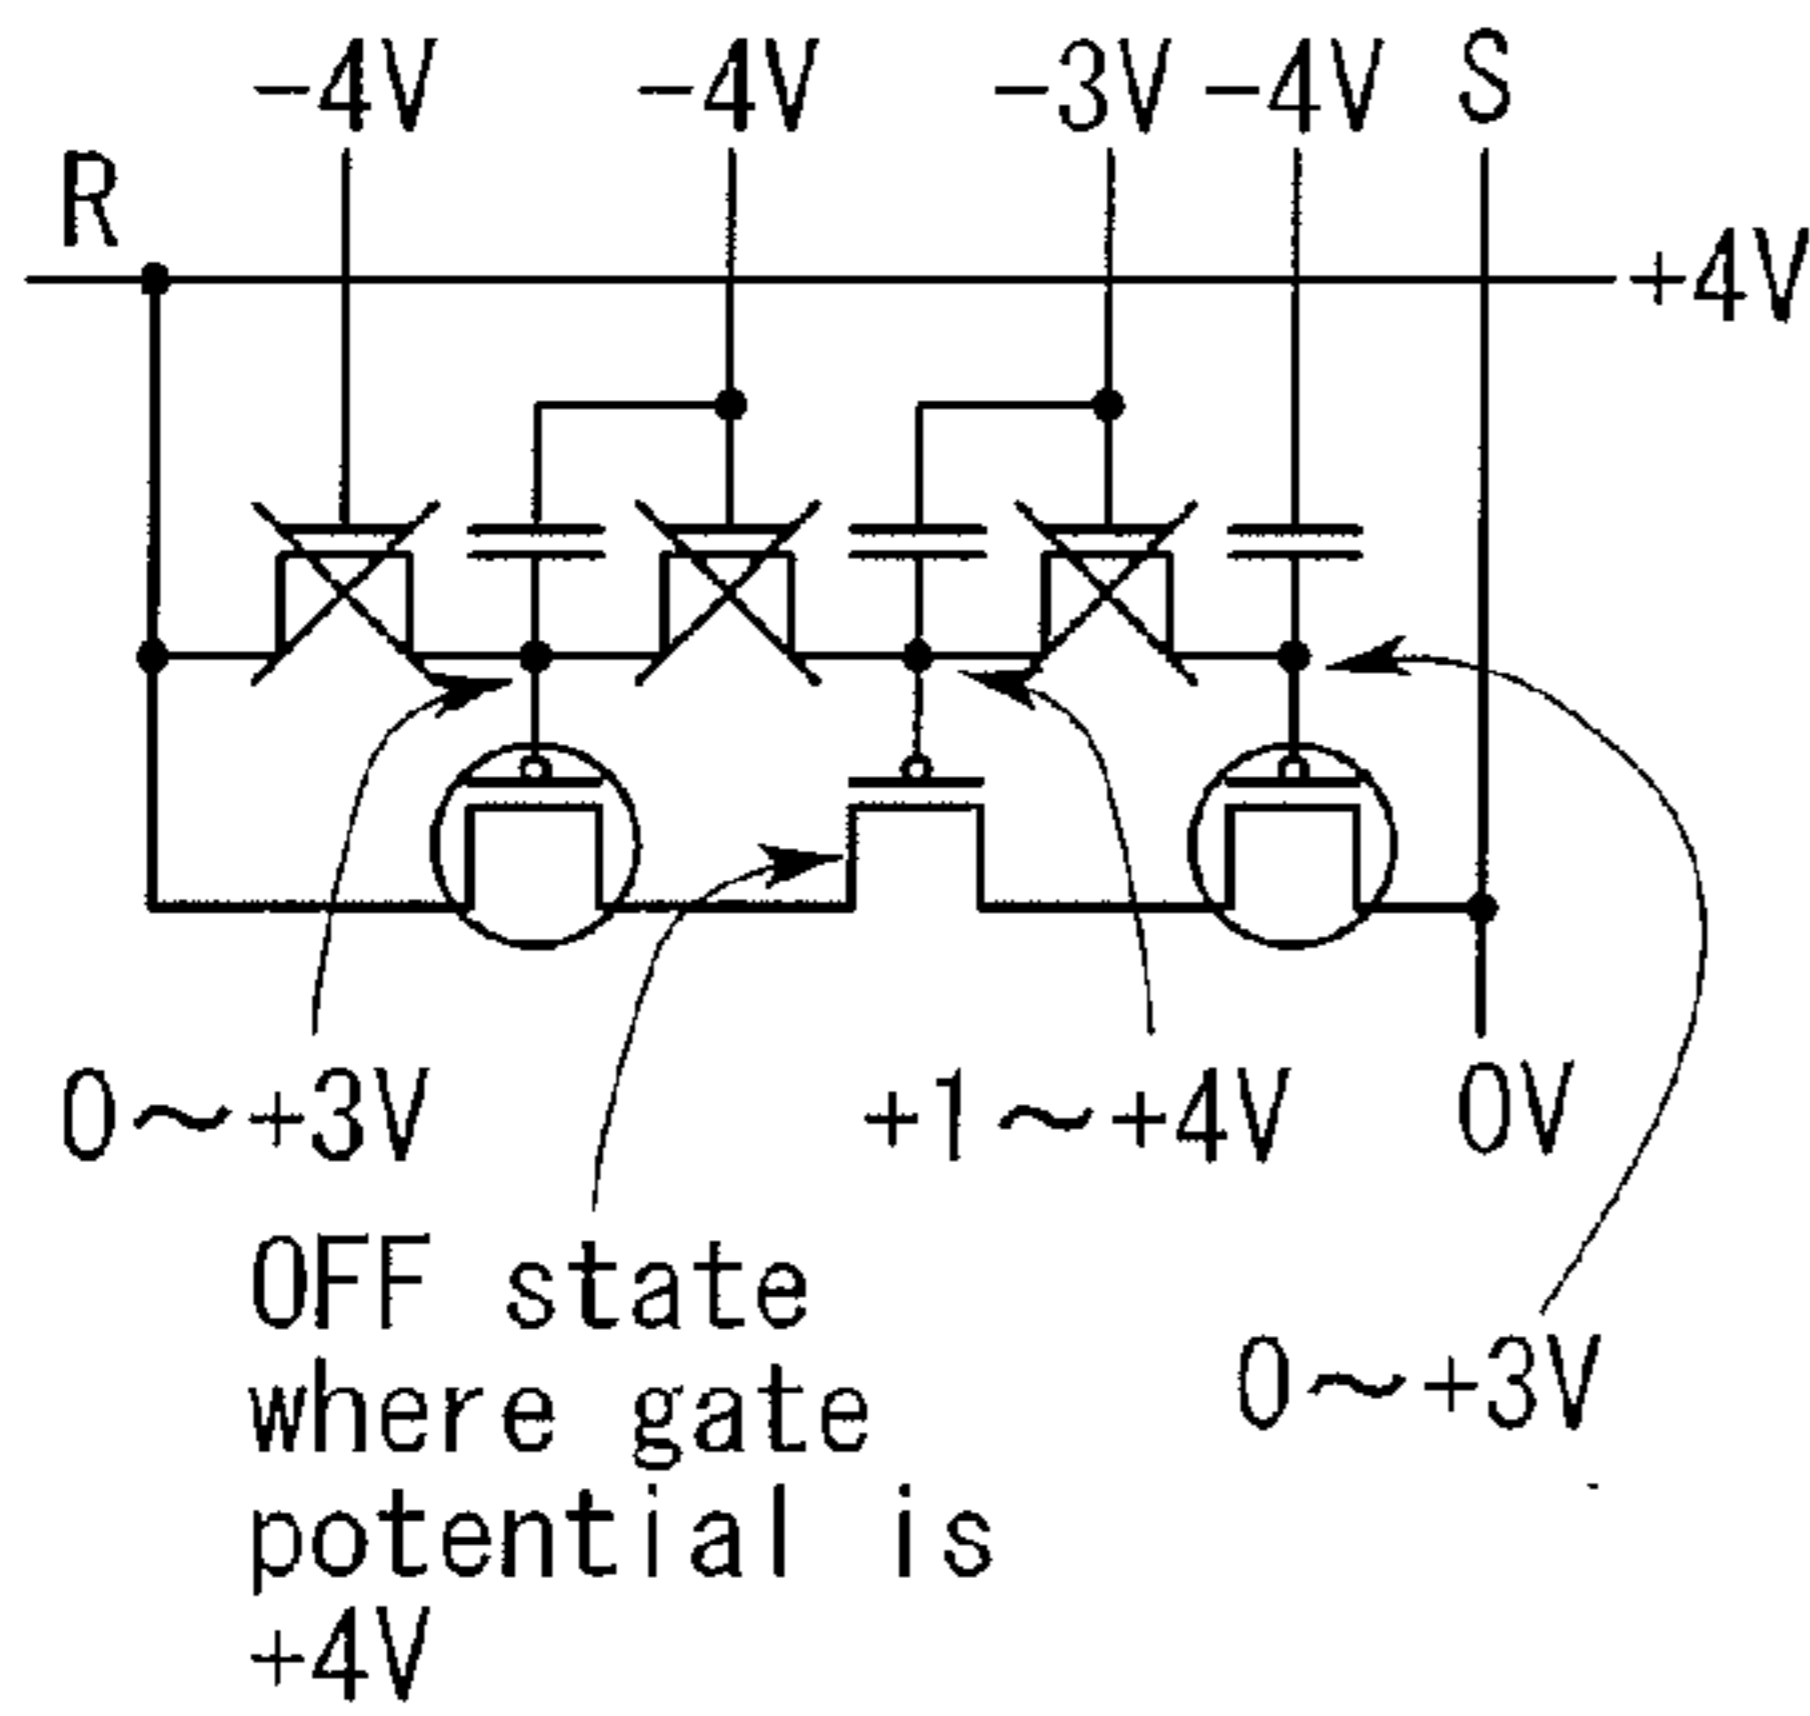 -4V -4V -3V -4V S
R
+4V
0~+3V +1~+4V 0V
OFF state
where gate
potential is
+4V
0~+3V